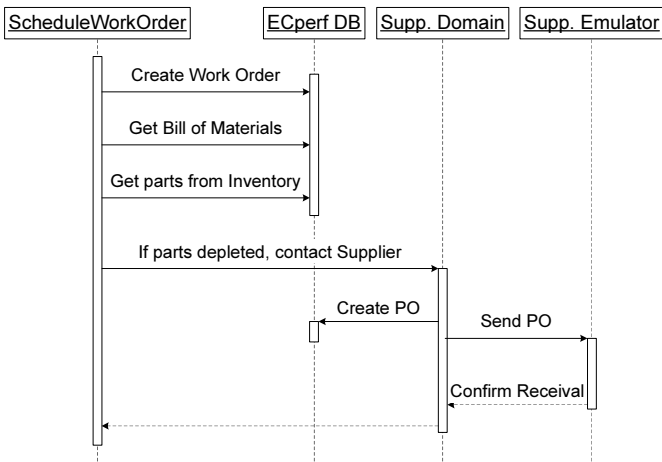 ScheduleWorkOrder
ECperf DB
Supp. Domain
Supp. Emulator
Create Work Order
Get Bill of Materials
Get parts from Inventory
If parts depleted, contact Supplier
Create PO
Send PO
Confirm Receival